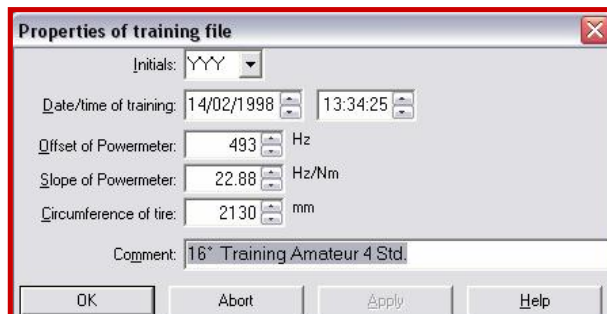 Properties of training file
Initials: YYY
Date/time of training: 14/02/1998 13:34:25
Offset of Powermeter: 493 Hz
Slope of Powermeter: 22.88 Hz/Nm
Circumference of tire: 2130 mm
Comment: 16° Training Amateur 4 Std.
OK Abort Apply Help